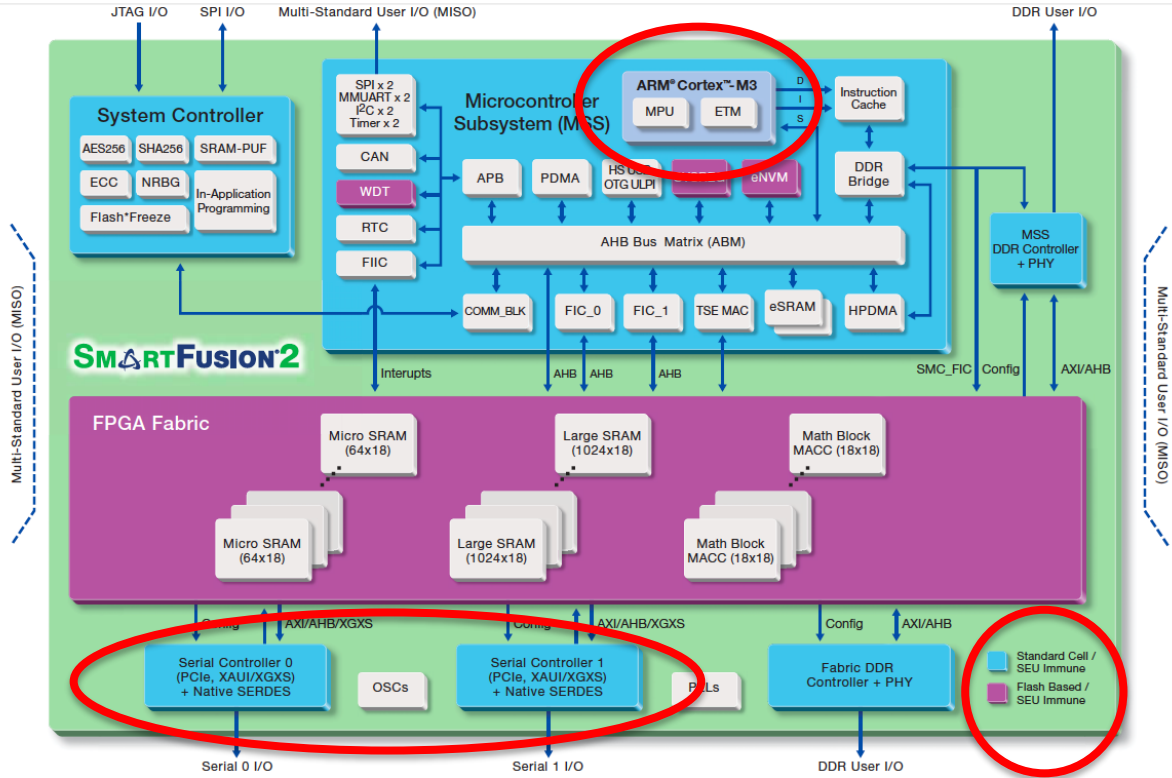 JTAG I/O
SPI I/O
Multi-Standard User I/O (MISO)
DDR User I/O
System Controller
AES256
SHA256
SRAM-PUF
ECC
NRBG
In-Application
Programming
Flash*Freeze
SPI x 2
MMUART x 2
I²C x 2
Timer x 2
CAN
WDT
RTC
FIIC
Microcontroller
Subsystem (MSS)
ARM® Cortex™-M3
MPU
ETM
D
I
S
Instruction
Cache
DDR
Bridge
APB
PDMA
HS USB
OTG ULPI
eNVM
AHB Bus Matrix (ABM)
COMM_BLK
FIC_0
FIC_1
TSE MAC
eSRAM
HPDMA
MSS
DDR Controller
+ PHY
Multi-Standard User I/O (MISO)
Multi-Standard User I/O (MISO)
SMARTFUSION®2
Interupts
AHB
AHB
AHB
SMC_FIC
Config
AXI/AHB
FPGA Fabric
Micro SRAM
(64x18)
Large SRAM
(1024x18)
Math Block
MACC (18x18)
Micro SRAM
(64x18)
Large SRAM
(1024x18)
Math Block
MACC (18x18)
Config
AXI/AHB/XGXS
Config
AXI/AHB/XGXS
Config
AXI/AHB
Serial Controller 0
(PCIe, XAUI/XGXS)
+ Native SERDES
OSCs
Serial Controller 1
(PCIe, XAUI/XGXS)
+ Native SERDES
PLLs
Fabric DDR
Controller + PHY
Standard Cell /
SEU Immune
Flash Based /
SEU Immune
Serial 0 I/O
Serial 1 I/O
DDR User I/O